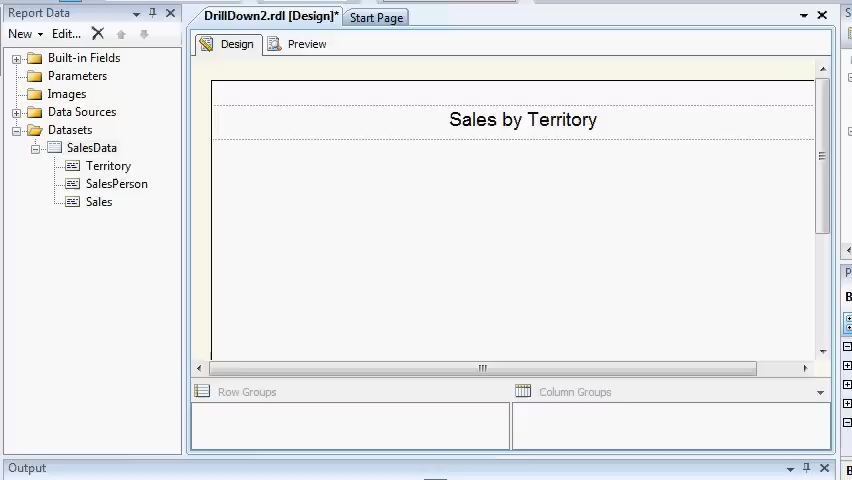 Report Data
New Edit...
Built-in Fields
Parameters
Images
Data Sources
Datasets
SalesData
Territory
SalesPerson
Sales
DrillDown2.rdl [Design]* Start Page
Design Preview
Sales by Territory
Row Groups Column Groups
Output